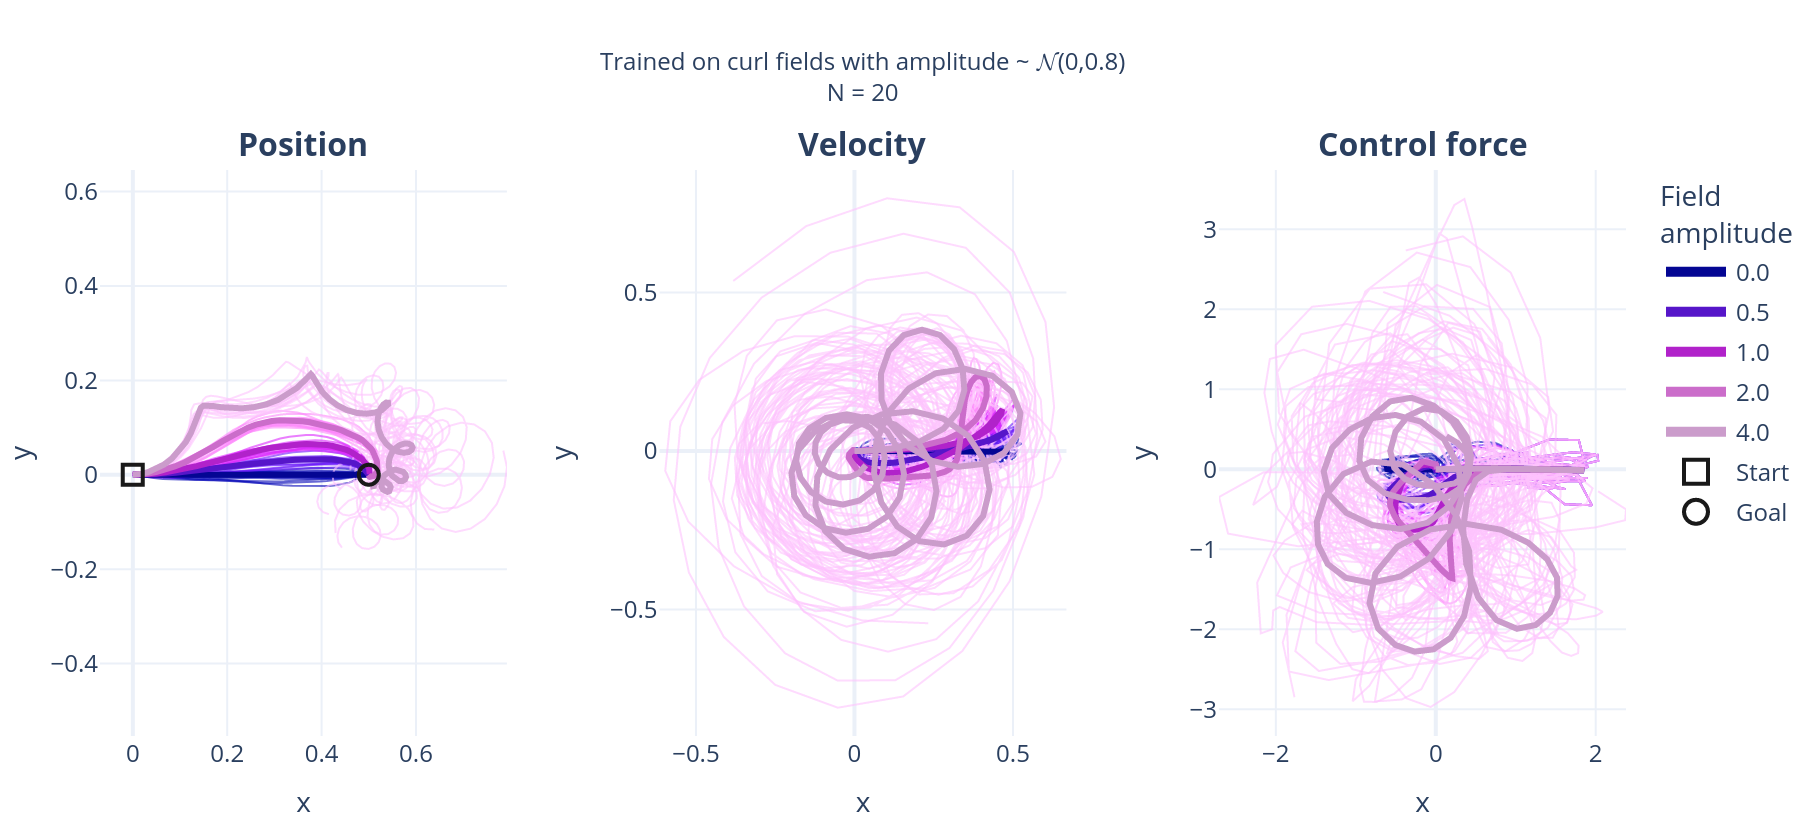 Trained on curl fields with amplitude ~ 𝒩(0,0.8)
N = 20
Position
Velocity
Control force
0.6
0.4
0.2
0
−0.2
−0.4
y
0
0.2
0.4
0.6
x
0.5
0
−0.5
y
−0.5
0
0.5
x
3
2
1
0
−1
−2
−3
y
−2
0
2
x
Field
amplitude
0.0
0.5
1.0
2.0
4.0
Start
Goal